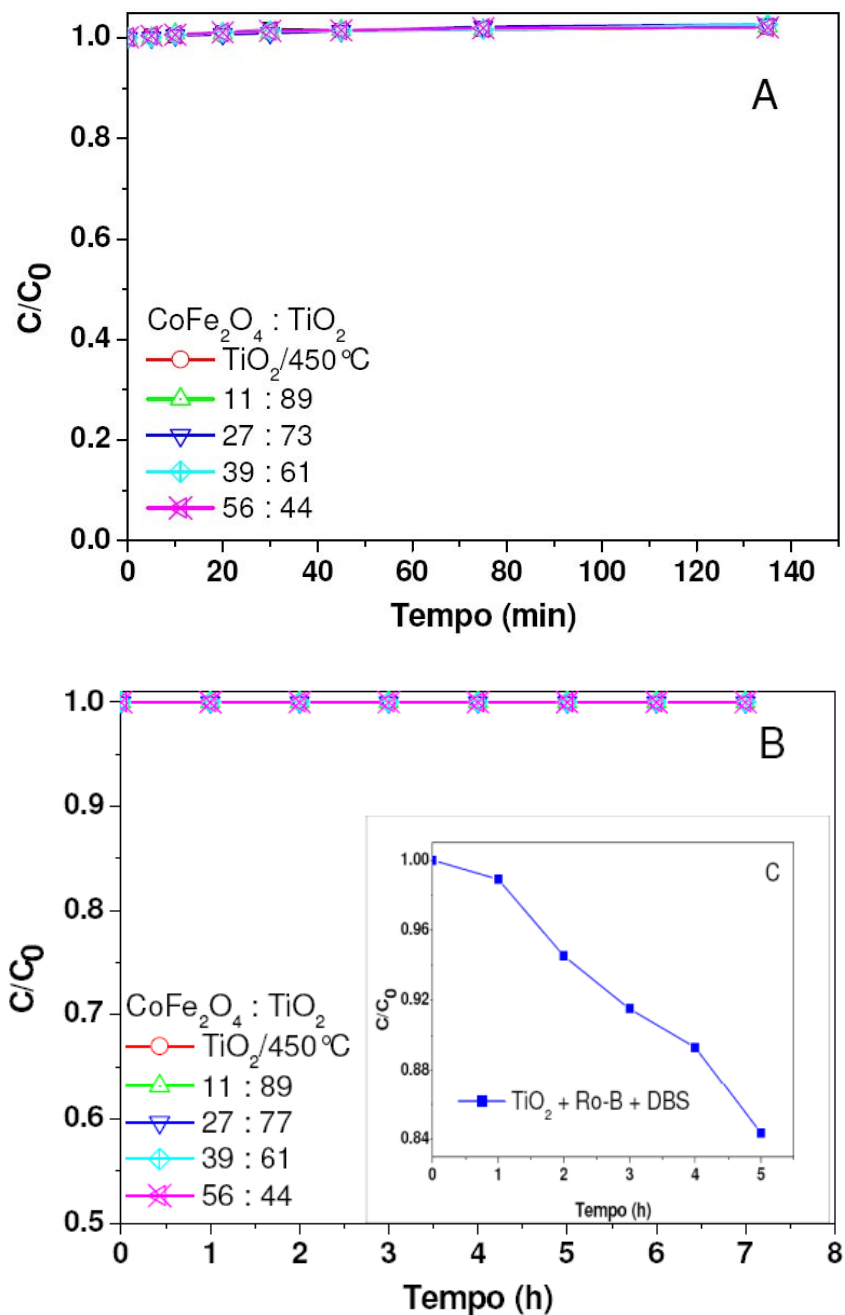 A
C/C₀
1.0
0.8
0.6
0.4
0.2
0.0
CoFe₂O₄ : TiO₂
TiO₂/450°C
11 : 89
27 : 73
39 : 61
56 : 44
0 20 40 60 80 100 120 140
Tempo (min)
B
C/C₀
1.0
0.9
0.8
0.7
0.6
0.5
CoFe₂O₄ : TiO₂
TiO₂/450°C
11 : 89
27 : 77
39 : 61
56 : 44
C
C/C₀
1.00
0.96
0.92
0.88
0.84
TiO₂ + Ro-B + DBS
0 1 2 3 4 5
Tempo (h)
0 1 2 3 4 5 6 7 8
Tempo (h)